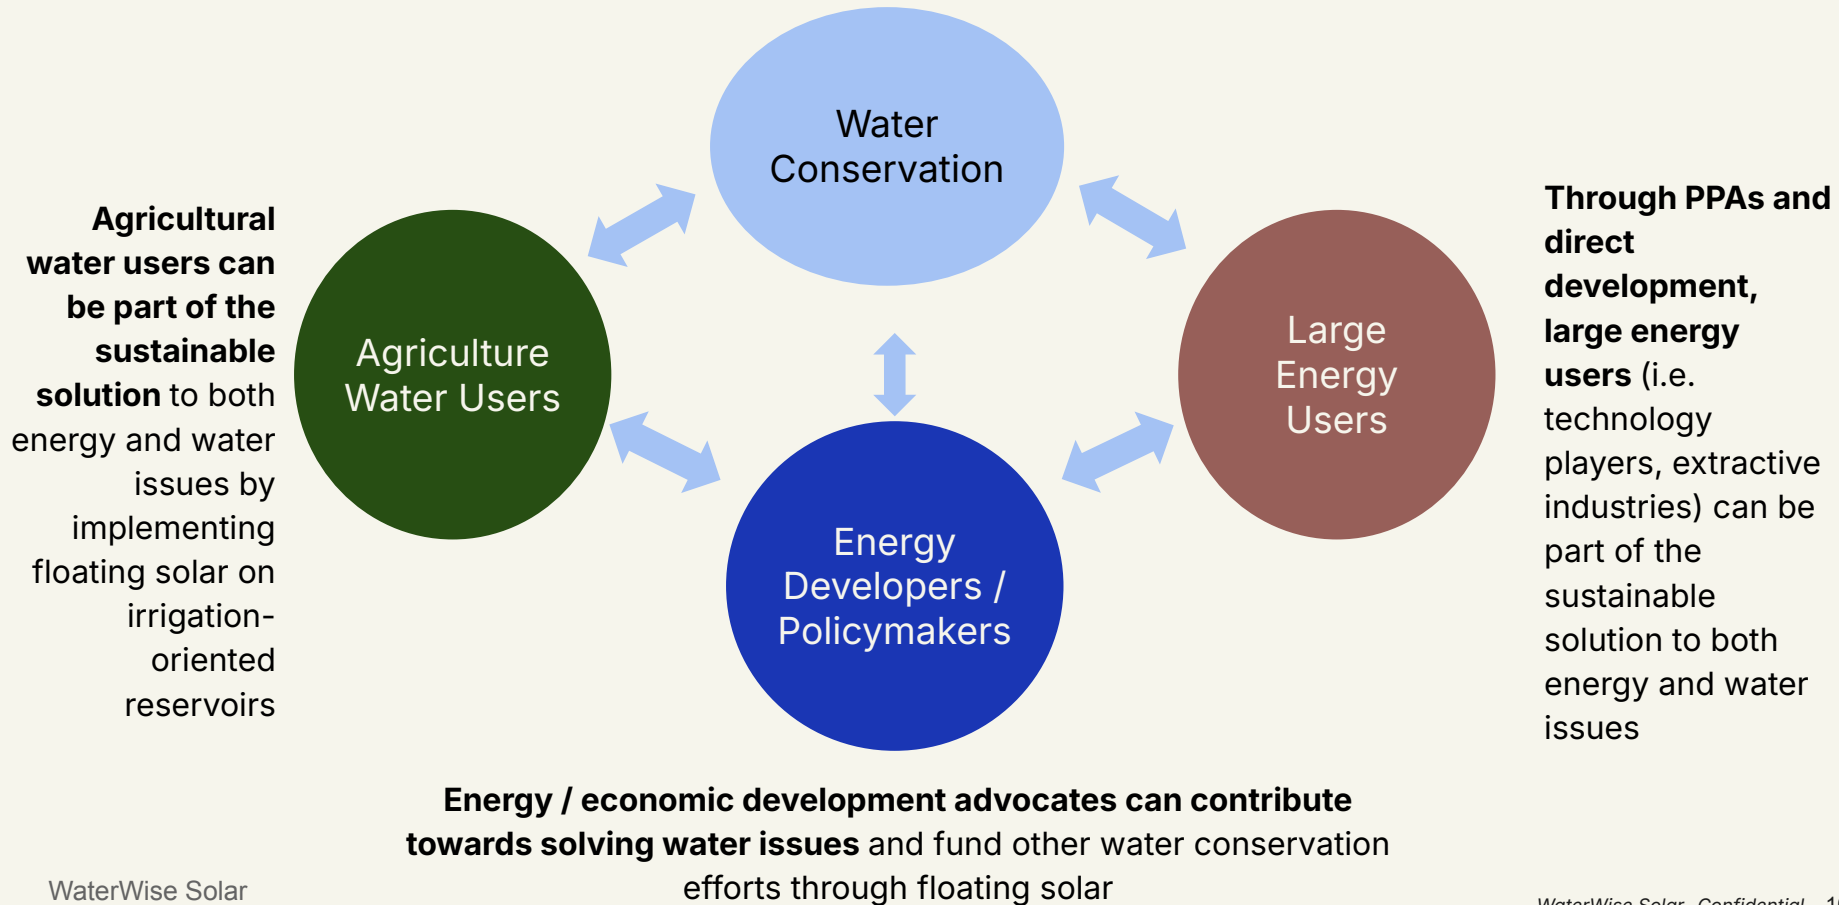 Water
Conservation
Agricultural
water users can
be part of the
sustainable
solution to both
energy and water
issues by
implementing
floating solar on
irrigation-
oriented
reservoirs
Agriculture
Water Users
Large
Energy
Users
Through PPAs and
direct
development,
large energy
users (i.e.
technology
players, extractive
industries) can be
part of the
sustainable
solution to both
energy and water
issues
Energy
Developers /
Policymakers
Energy / economic development advocates can contribute
towards solving water issues and fund other water conservation
efforts through floating solar
WaterWise Solar
WaterWise Solar Confidential